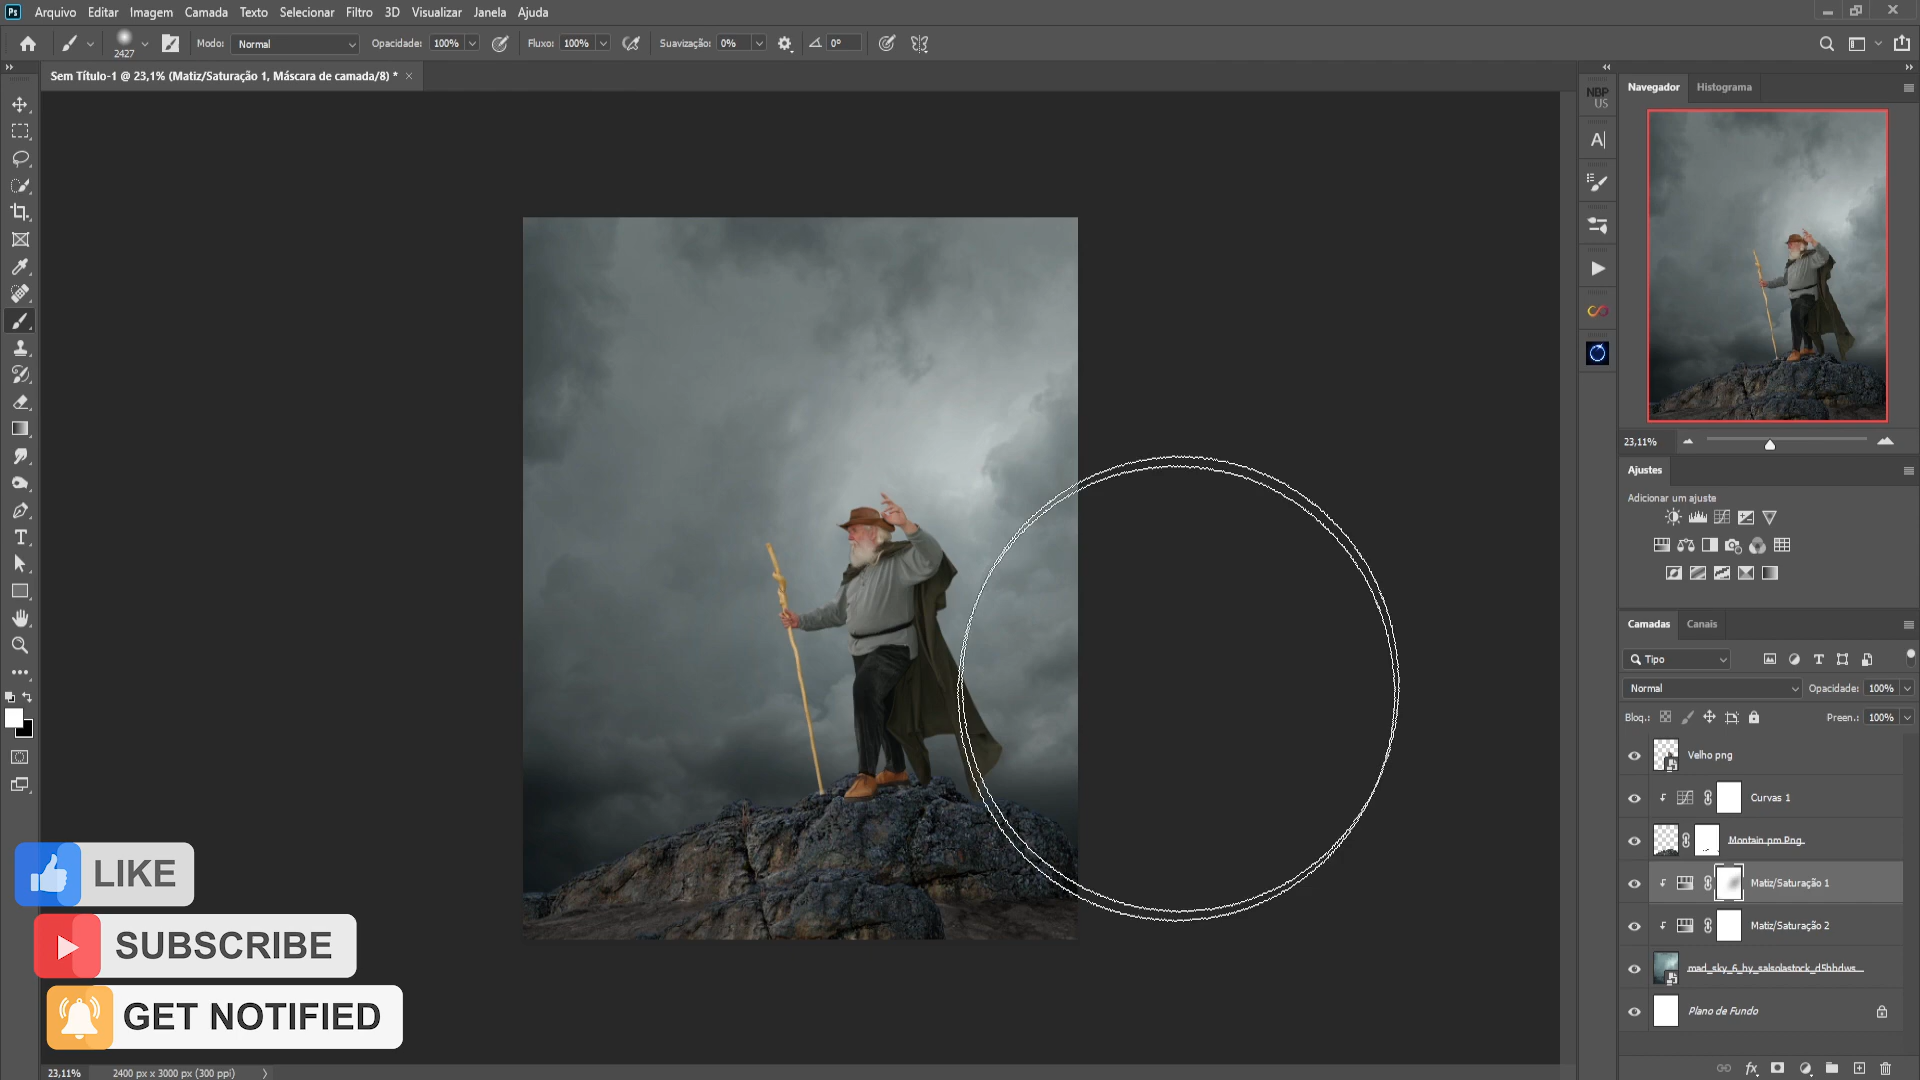 Ps Arquivo Editar Imagem Camada Texto Selecionar Filtro 3D Visualizar Janela Ajuda
2427 Modo: Normal Opacidade: 100% Fluxo: 100% Suavização: 0% 0°
Sem Título-1 @ 23,1% (Matiz/Saturação 1, Máscara de camada/8) * ×
NBP
US
A|
Navegador Histograma
23,11%
Ajustes
Adicionar um ajuste
Camadas Canais
Tipo
Normal Opacidade: 100%
Bloq.: Preen.: 100%
Velho png
Curvas 1
Montain pm Png.
Matiz/Saturação 1
Matiz/Saturação 2
mad_sky_6_by_salsolastock_d5hhdws...
Plano de Fundo
LIKE
SUBSCRIBE
GET NOTIFIED
23,11% 2400 px x 3000 px (300 ppi)